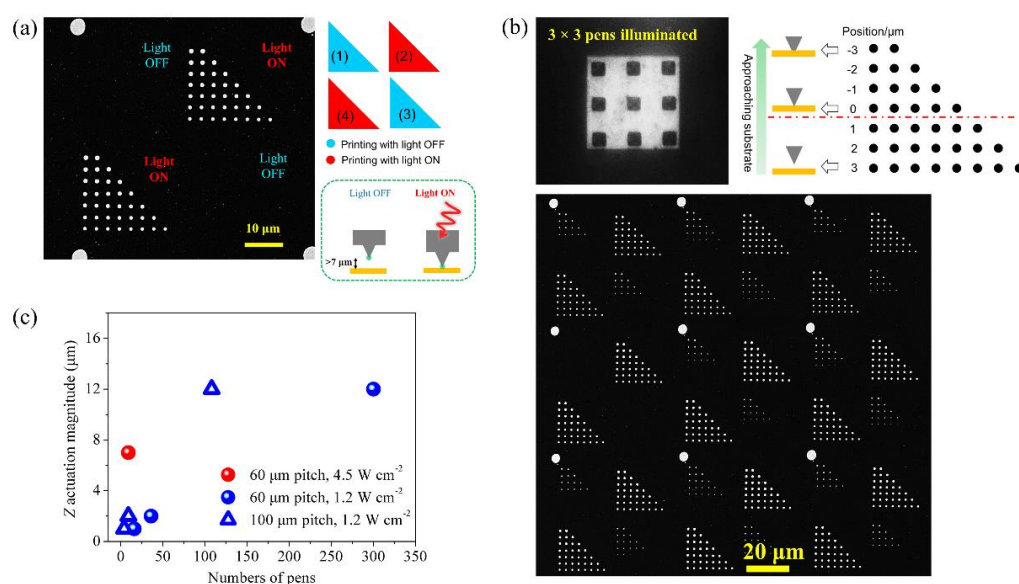 (a)
Light
OFF
Light
ON
Light
ON
Light
OFF
10 μm
(1)
(2)
(4)
(3)
Printing with light OFF
Printing with light ON
Light OFF
Light ON
>7 μm
(b)
3 × 3 pens illuminated
Approaching substrate
Position/μm
-3
-2
-1
0
1
2
3
20 μm
(c)
Z actuation magnitude (μm)
16
12
8
4
0
60 μm pitch, 4.5 W cm⁻²
60 μm pitch, 1.2 W cm⁻²
100 μm pitch, 1.2 W cm⁻²
0 50 100 150 200 250 300 350
Numbers of pens